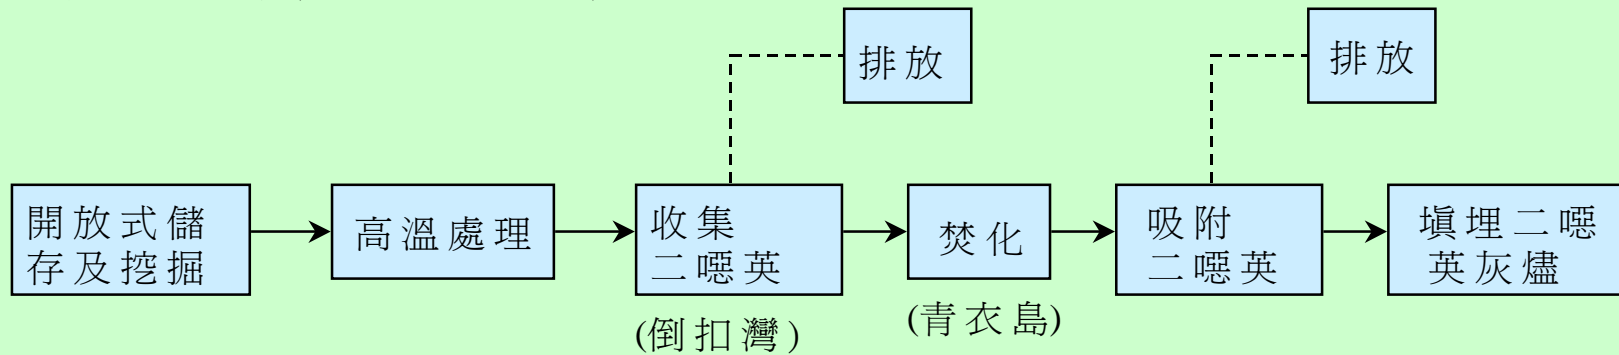 排放
排放
開放式儲
存及挖掘
高溫處理
收集
二噁英
焚化
吸附
二噁英
填埋二噁
英灰燼
(倒扣灣)
(青衣島)